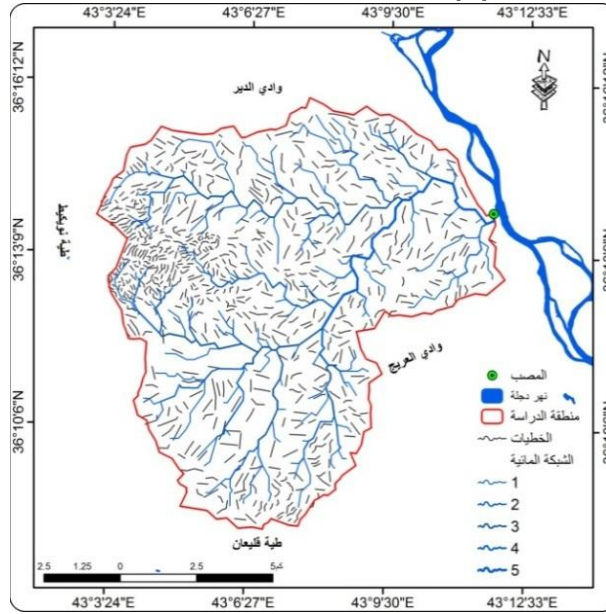 43°3'24"E 43°6'27"E 43°9'30"E 43°12'33"E
36°16'12"N
N
وادي الدير
36°13'9"N
وادي العريج
المصب
نهر دجلة
منطقة الدراسة
الخطيات
الشبكة المائية
1
2
3
4
5
36°10'6"N
طية قليعان
2.5 1.25 0 2.5 5
43°3'24"E 43°6'27"E 43°9'30"E 43°12'33"E